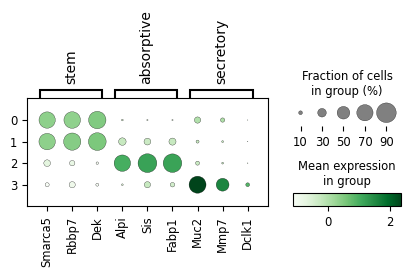 stem
absorptive
secretory
0
1
2
3
Smarca5
Rbbp7
Dek
Alpi
Sis
Fabp1
Muc2
Mmp7
Dclk1
Fraction of cells
in group (%)
10 30 50 70 90
Mean expression
in group
0 2